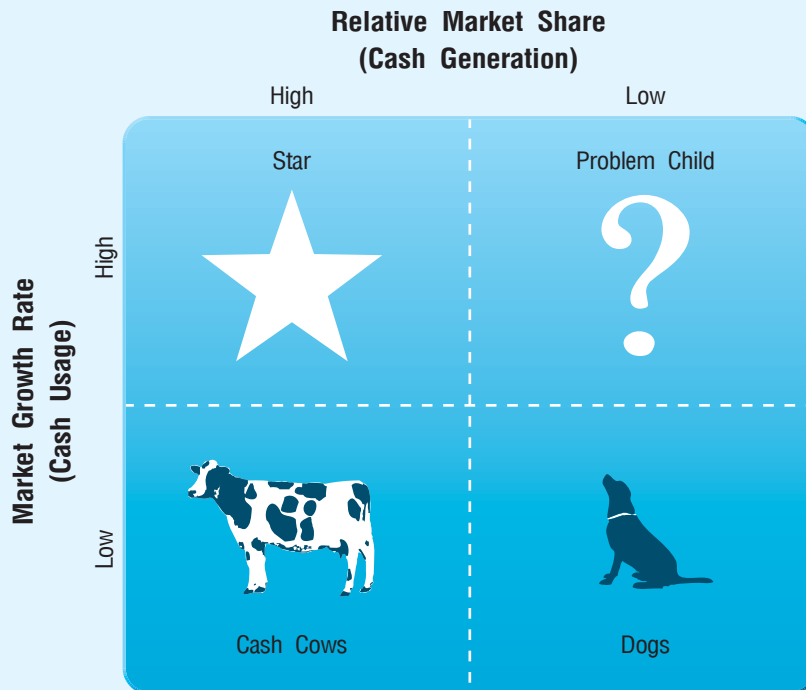 Relative Market Share
(Cash Generation)
High Low
Star Problem Child
?
Market Growth Rate
(Cash Usage)
High
Low
Cash Cows Dogs